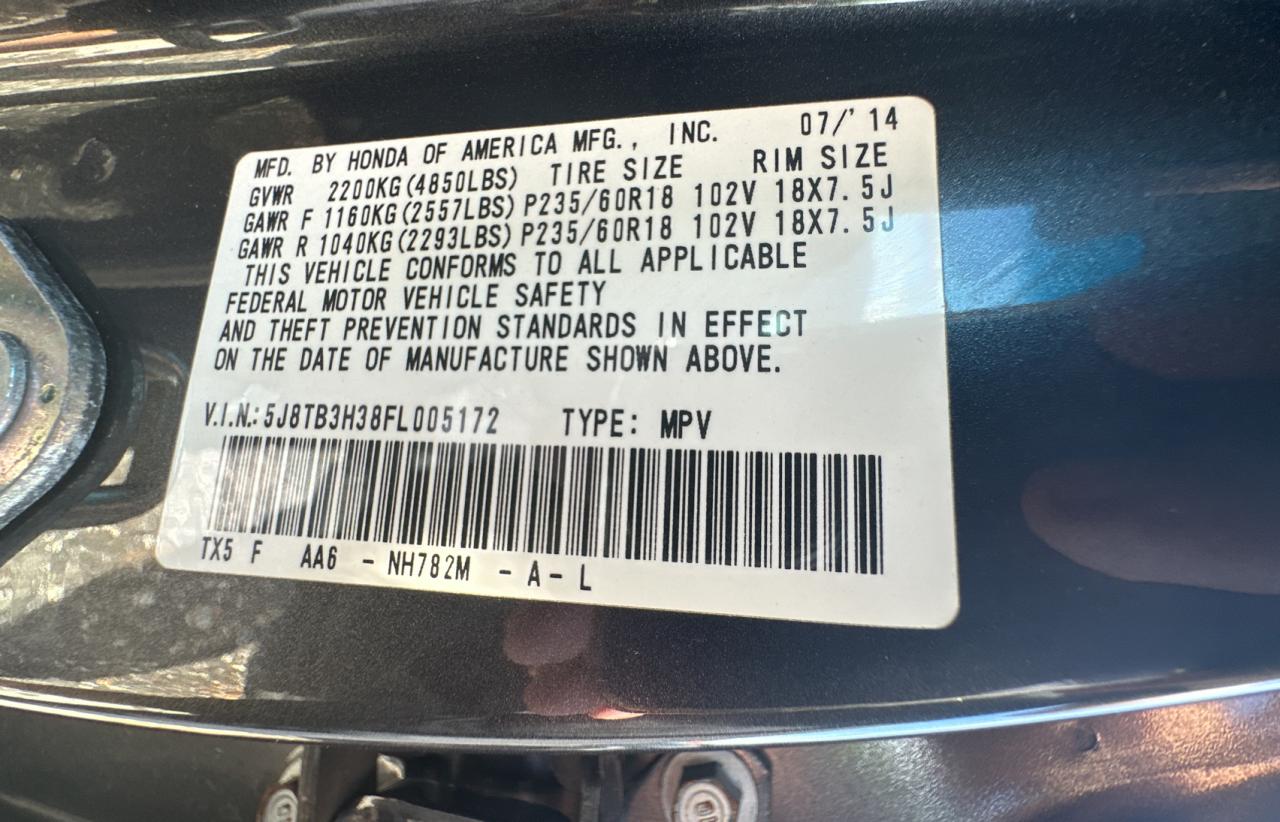 MFD. BY HONDA OF AMERICA MFG., INC. 07/'14
GVWR 2200KG(4850LBS) TIRE SIZE RIM SIZE
GAWR F 1160KG(2557LBS) P235/60R18 102V 18X7.5J
GAWR R 1040KG(2293LBS) P235/60R18 102V 18X7.5J
THIS VEHICLE CONFORMS TO ALL APPLICABLE
FEDERAL MOTOR VEHICLE SAFETY
AND THEFT PREVENTION STANDARDS IN EFFECT
ON THE DATE OF MANUFACTURE SHOWN ABOVE.
V.I.N.: 5J8TB3H38FL005172 TYPE: MPV
TX5 F AA6 - NH782M - A - L